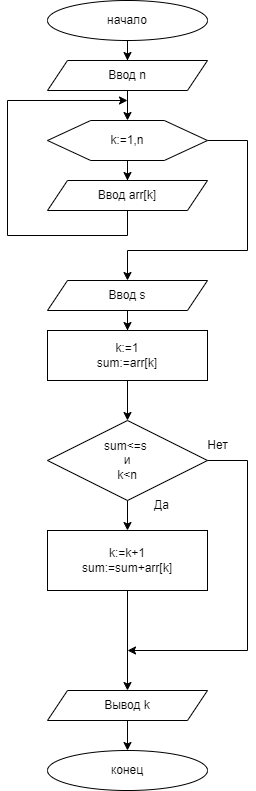 начало
Ввод n
k:=1,n
Ввод arr[k]
Ввод s
k:=1
sum:=arr[k]
sum<=s
и
k<n
Нет
Да
k:=k+1
sum:=sum+arr[k]
Вывод k
конец